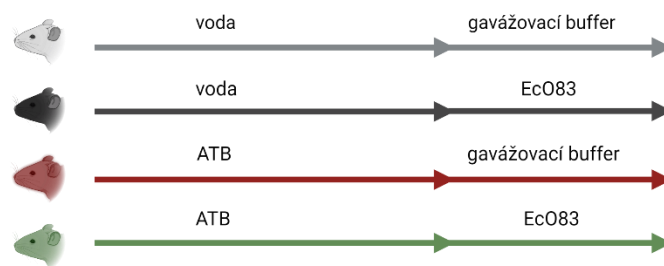 voda gavážovací buffer
voda EcO83
ATB gavážovací buffer
ATB EcO83